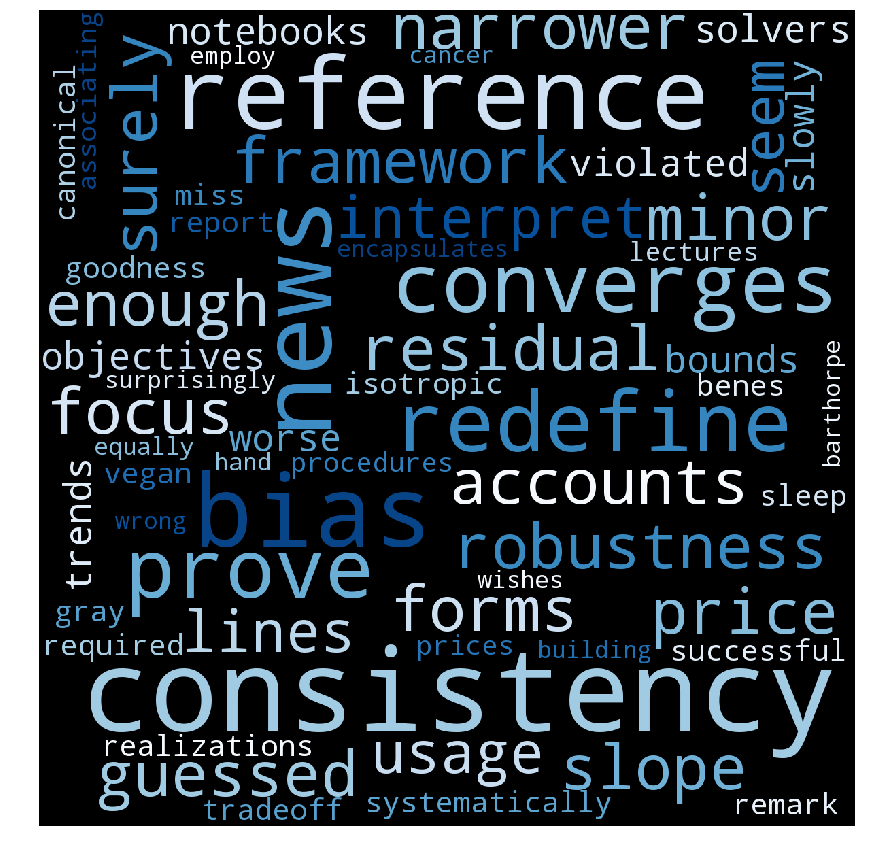 associating
notebooks
narrower
solvers
employ
cancer
canonical
surely
reference
seem
slowly
framework
violated
miss
report
news
interpret
minor
encapsulates
lectures
goodness
converges
enough
residual
objectives
bounds
surprisingly
isotropic
benes
barthorpe
focus
redefine
worse
equally
hand
procedures
vegan
trends
bias
accounts
sleep
wrong
robustness
prove
wishes
gray
forms
price
required
lines
prices
building
successful
consistency
realizations
usage
guessed
slope
tradeoff
systematically
remark